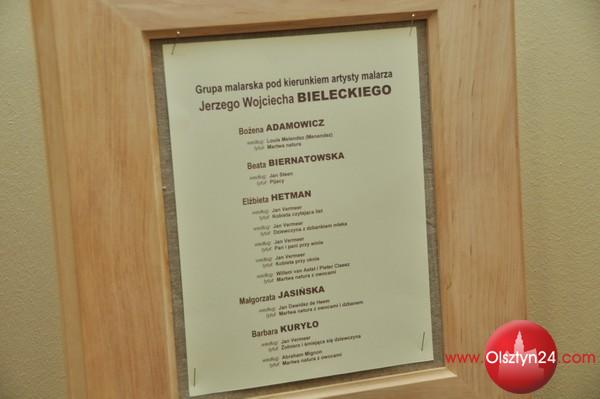 Grupa malarska pod kierunkiem artysty malarza
Jerzego Wojciecha BIELECKIEGO
Bożena ADAMOWICZ
według: Louis Melendez (Menendez)
tytuł: Martwa natura
Beata BIERNATOWSKA
według: Jan Steen
tytuł: Pijacy
Elżbieta HETMAN
według: Jan Vermeer
tytuł: Kobieta czytająca list
według: Jan Vermeer
tytuł: Dziewczyna z dzbankiem mleka
według: Jan Vermeer
tytuł: Pan i pani przy winie
według: Jan Vermeer
tytuł: Kobieta przy oknie
według: Willem van Aelst / Pieter Claesz
tytuł: Martwa natura z owocami
Małgorzata JASIŃSKA
według: Jan Dawidsz de Heem
tytuł: Martwa natura z owocami i dzbanem
Barbara KURYŁO
według: Jan Vermeer
tytuł: Żołnierz i śmiejąca się dziewczyna
według: Abraham Mignon
tytuł: Martwa natura z owocami
www.Olsztyn24.com